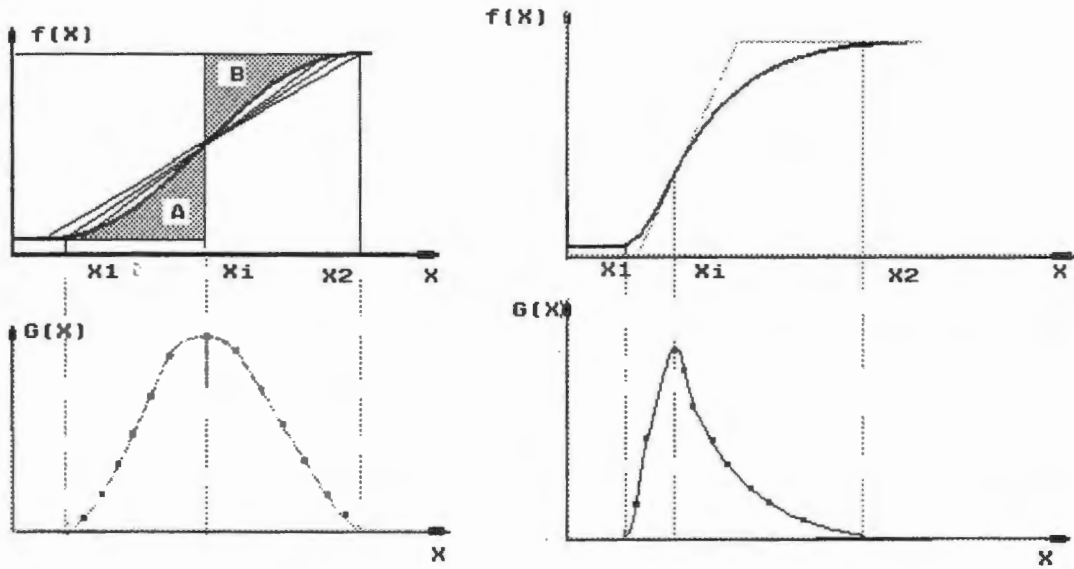 f(X)
B
A
X1 Xi X2 X
G(X)
X
f(X)
X1 Xi X2 X
G(X)
X